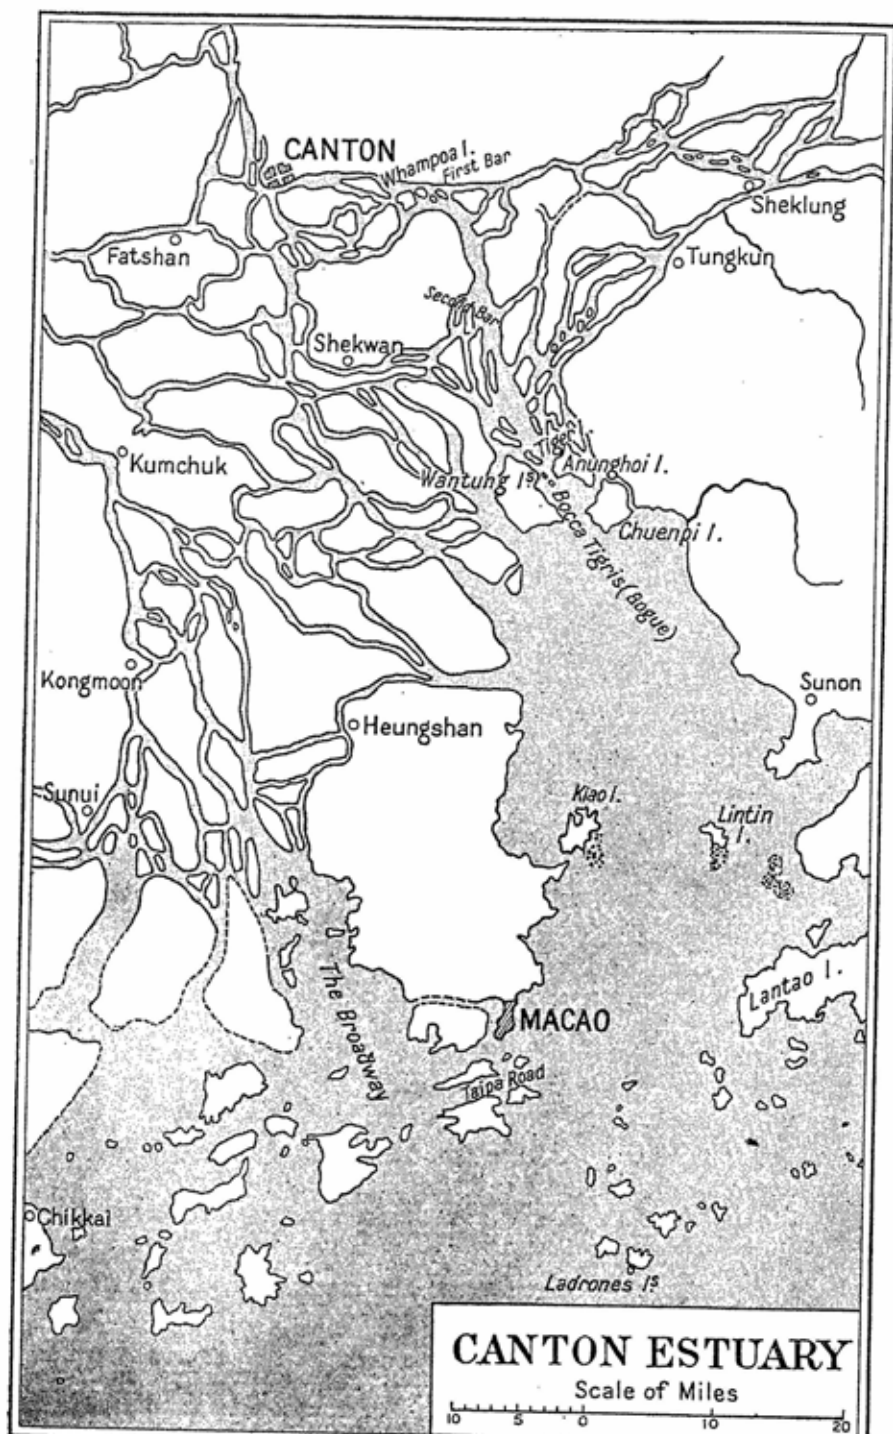 CANTON
Whampoa I.
First Bar
Sheklung
Fatshan
Tungkun
Second Bar
Shekwan
Tiger I.
Kumchuk
Wantung Iˢ.
Anunghoi I.
Chuenpi I.
Bocca Tigris (Bogue)
Kongmoon
Sunon
Heungshan
Sunui
Kiao I.
Lintin
I.
The Broadway
Lantao I.
MACAO
Taipa Road
Chikkai
Ladrones Iˢ.
CANTON ESTUARY
Scale of Miles
10 5 0 10 20